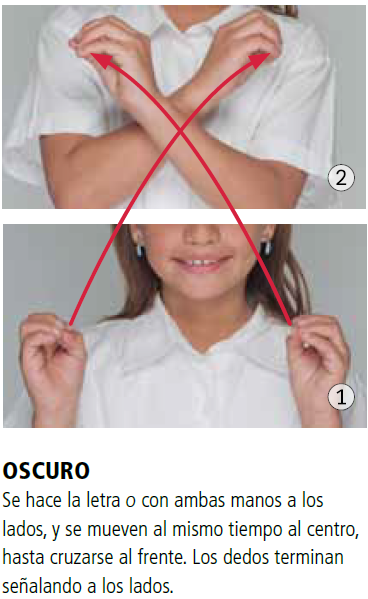 2
1
OSCURO
Se hace la letra o con ambas manos a los
lados, y se mueven al mismo tiempo al centro,
hasta cruzarse al frente. Los dedos terminan
señalando a los lados.